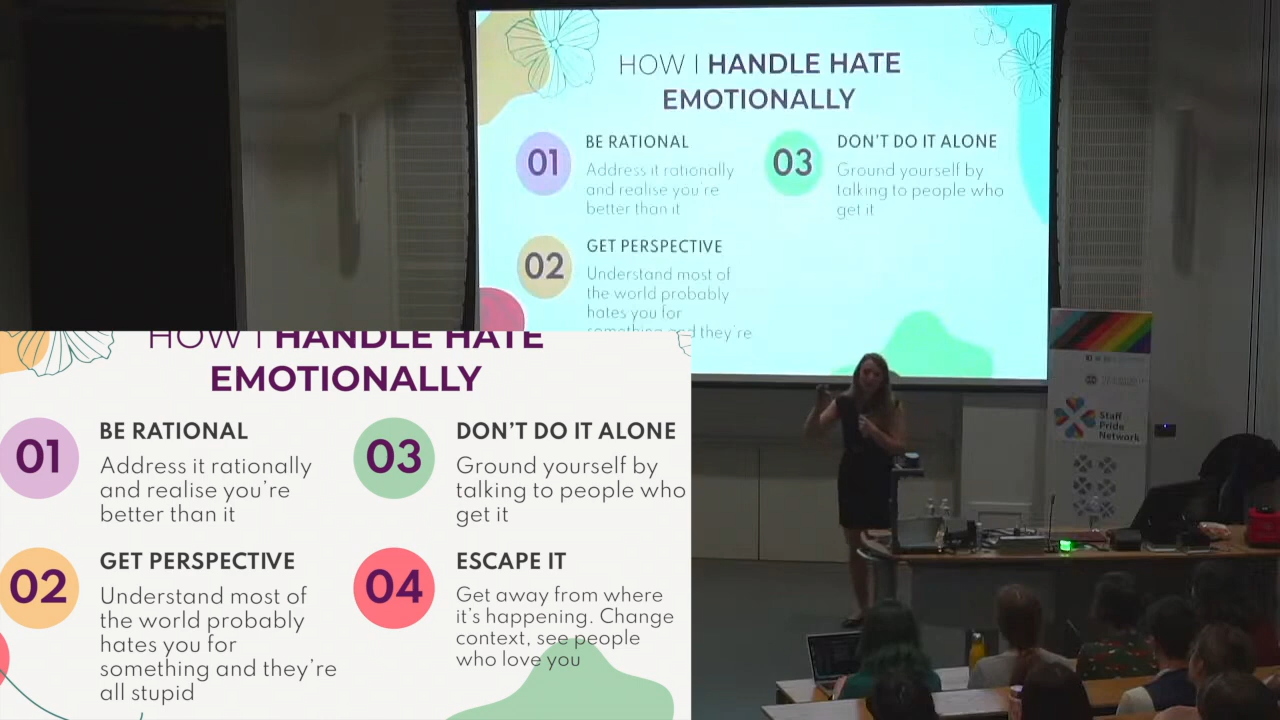 HOW I HANDLE HATE
EMOTIONALLY
01
BE RATIONAL
Address it rationally
and realise you're
better than it
03
DON'T DO IT ALONE
Ground yourself by
talking to people who
get it
02
GET PERSPECTIVE
Understand most of
the world probably
hates you for
something and they're
HOW I HANDLE HATE
EMOTIONALLY
01
BE RATIONAL
Address it rationally
and realise you're
better than it
03
DON'T DO IT ALONE
Ground yourself by
talking to people who
get it
02
GET PERSPECTIVE
Understand most of
the world probably
hates you for
something and they're
all stupid
04
ESCAPE IT
Get away from where
it's happening. Change
context, see people
who love you
Staff
Pride
Network